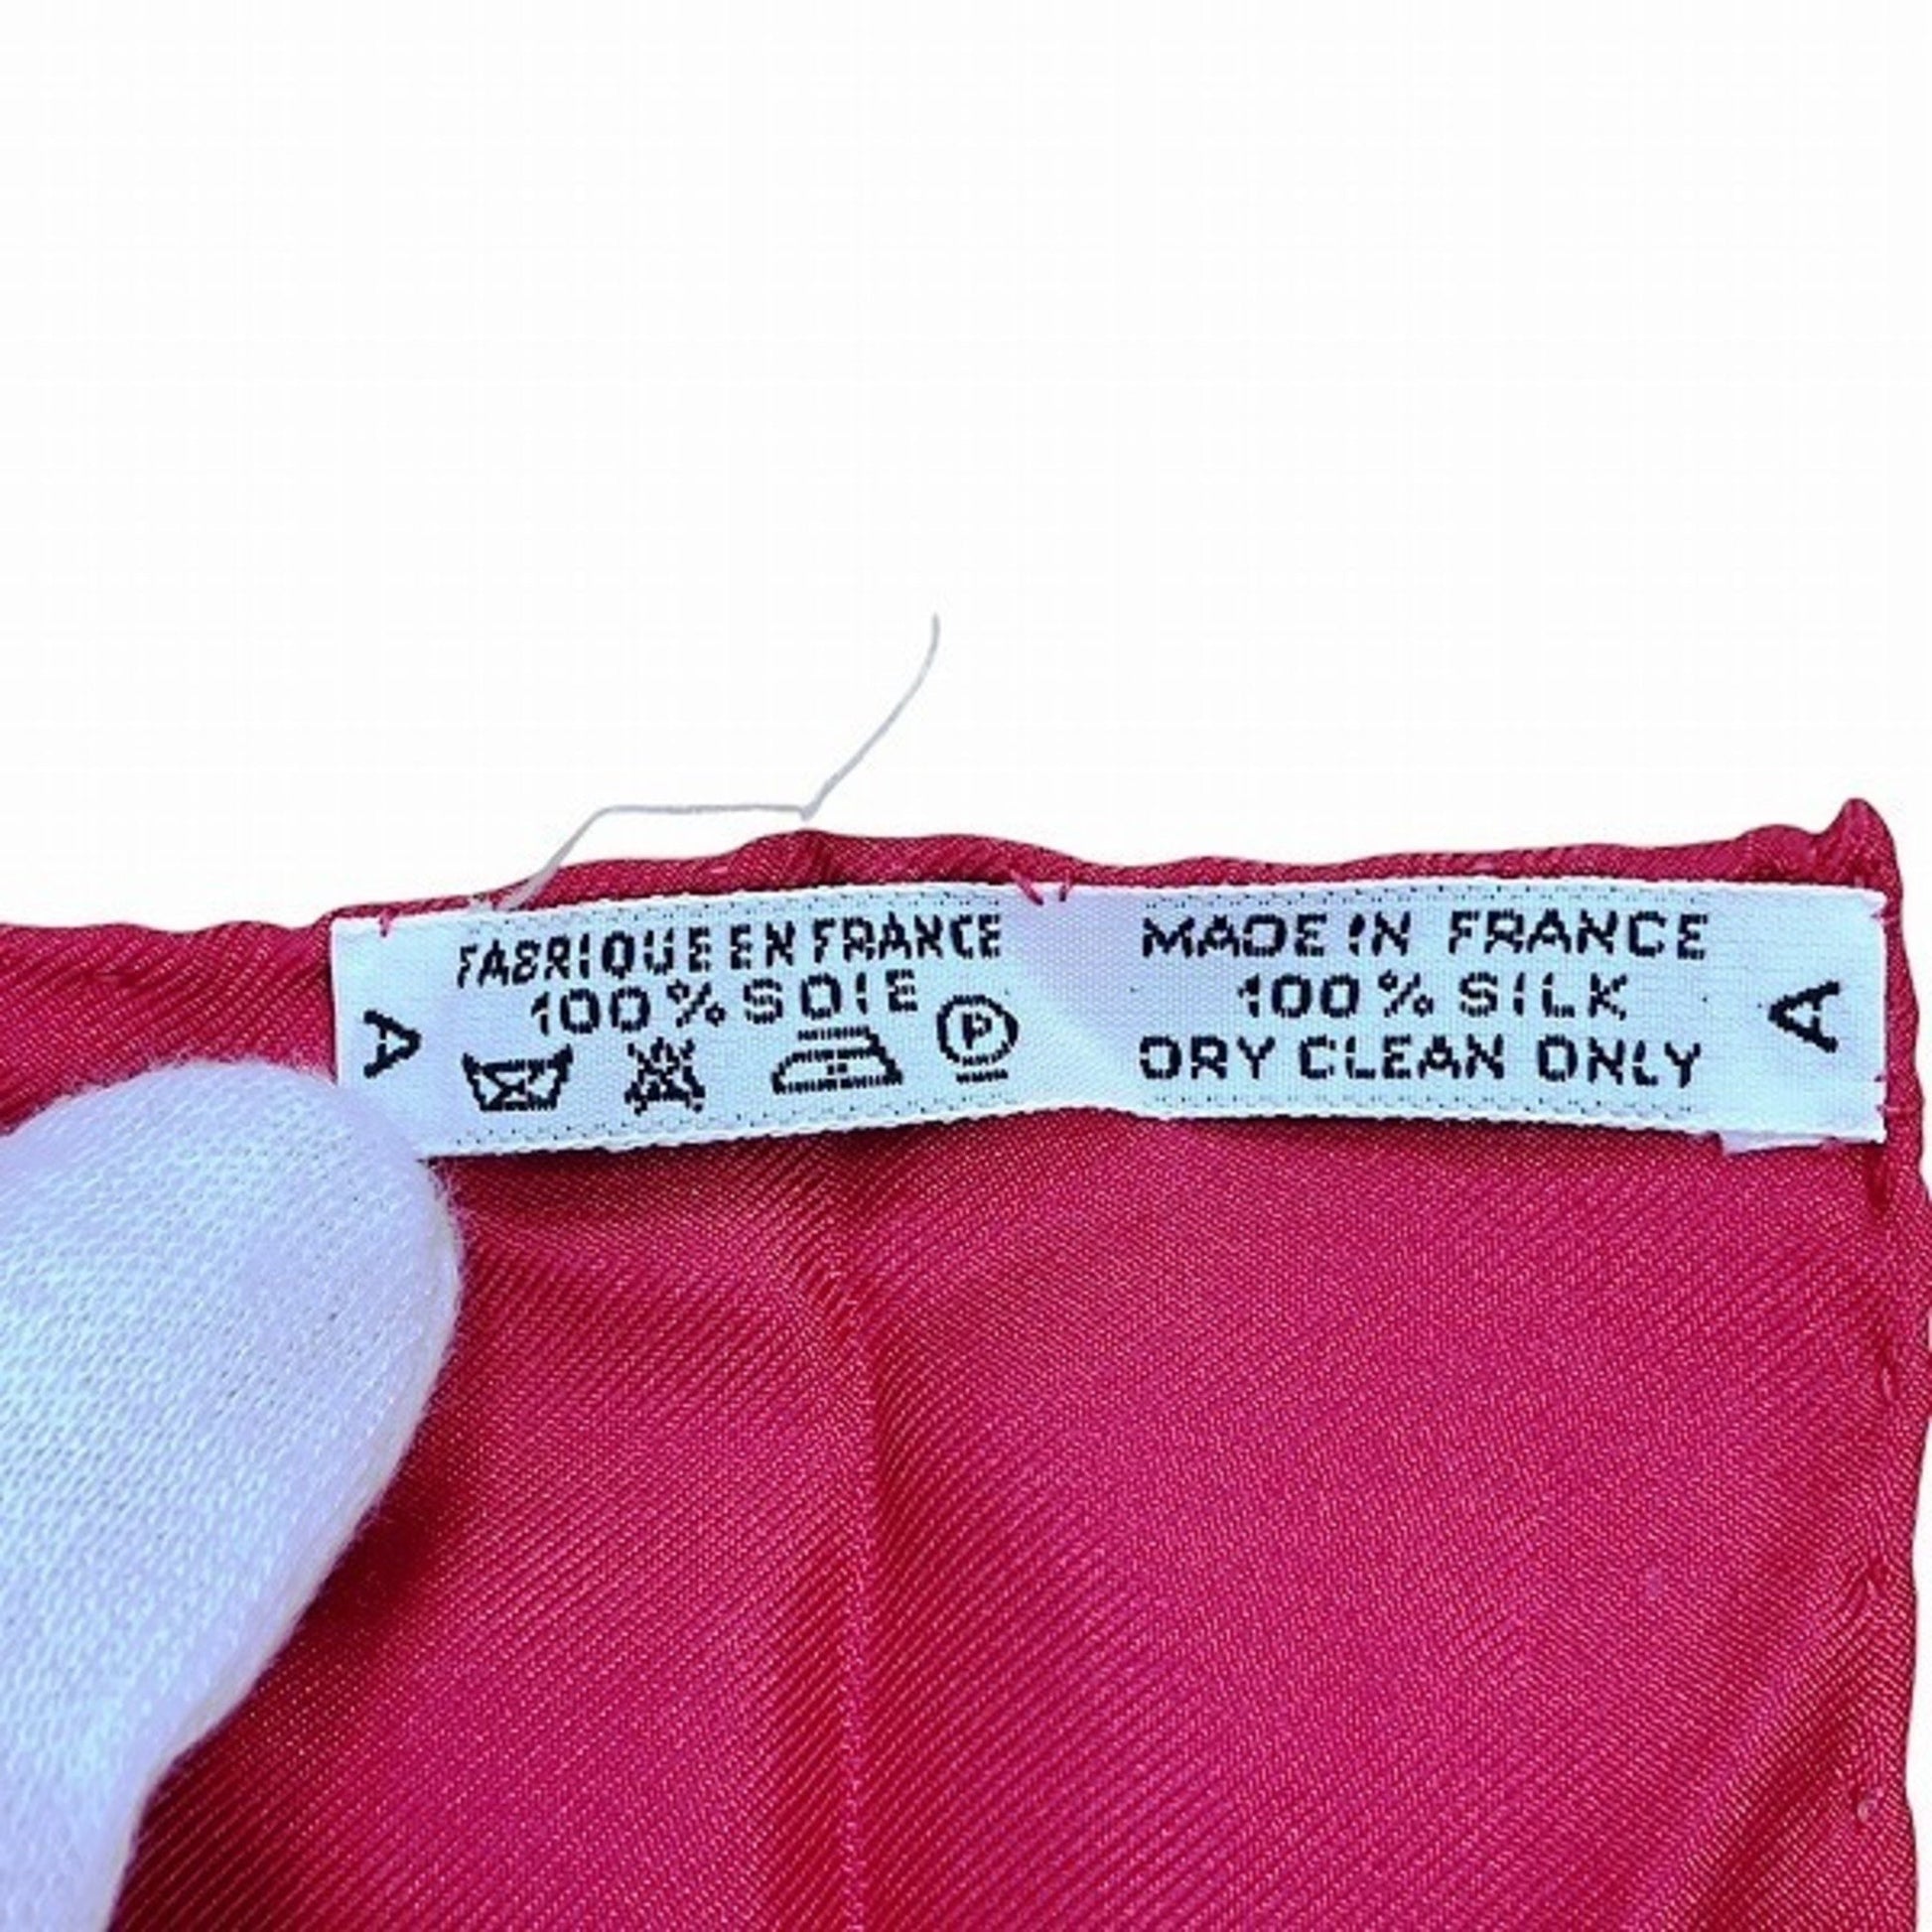 FABRIQUE EN FRANCE
100% SOIE
P
A
MADE IN FRANCE
100% SILK
DRY CLEAN ONLY
A